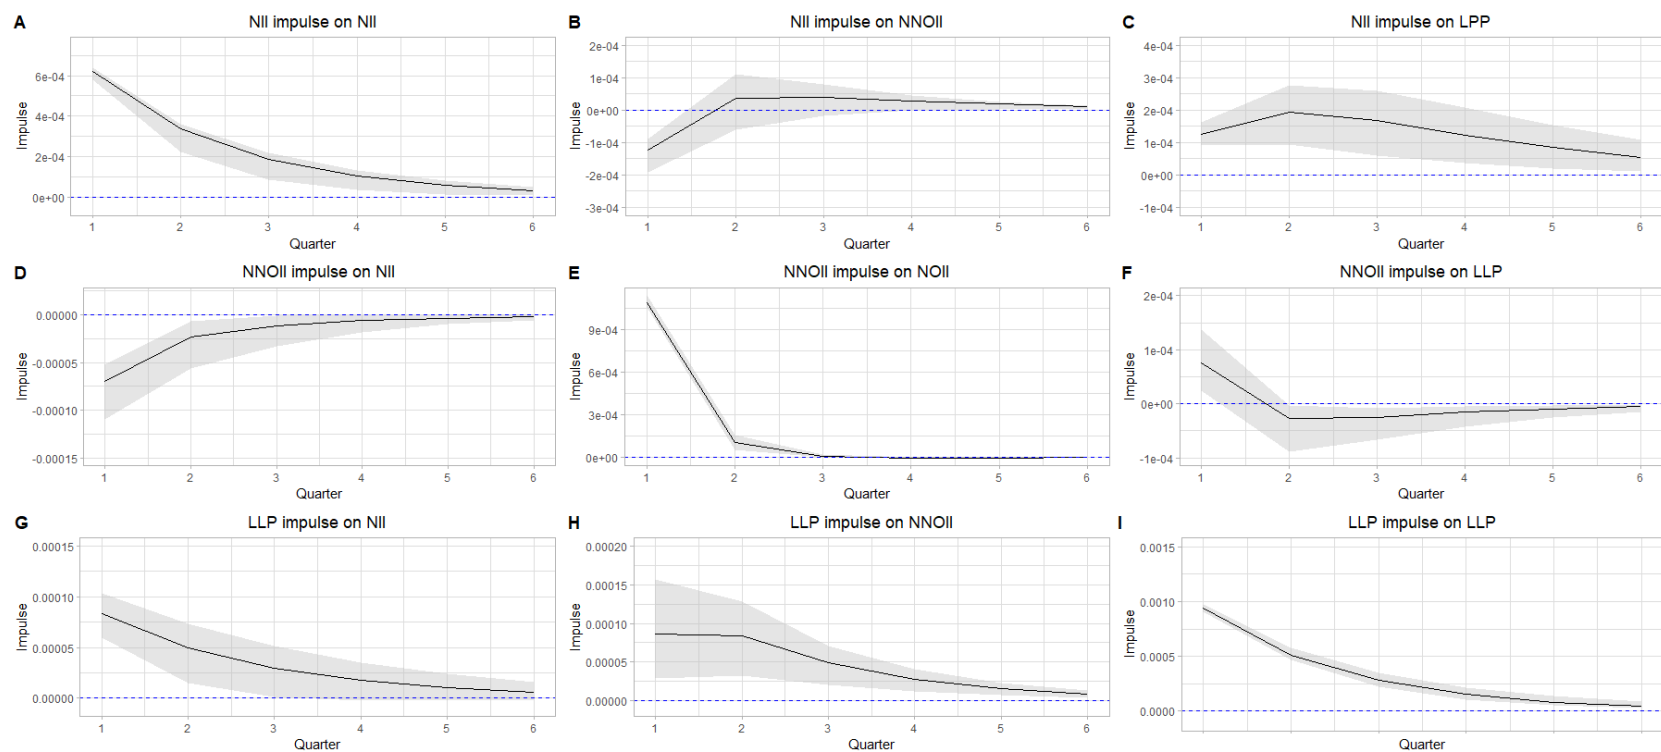 A NII impulse on NII
6e-04
4e-04
2e-04
0e+00
Impulse
1 2 3 4 5 6
Quarter
B NII impulse on NNOII
2e-04
1e-04
0e+00
-1e-04
-2e-04
-3e-04
Impulse
1 2 3 4 5 6
Quarter
C NII impulse on LPP
4e-04
3e-04
2e-04
1e-04
0e+00
-1e-04
Impulse
1 2 3 4 5 6
Quarter
D NNOII impulse on NII
0.00000
-0.00005
-0.00010
-0.00015
Impulse
1 2 3 4 5 6
Quarter
E NNOII impulse on NOII
9e-04
6e-04
3e-04
0e+00
Impulse
1 2 3 4 5 6
Quarter
F NNOII impulse on LLP
2e-04
1e-04
0e+00
-1e-04
Impulse
1 2 3 4 5 6
Quarter
G LLP impulse on NII
0.00015
0.00010
0.00005
0.00000
Impulse
1 2 3 4 5 6
Quarter
H LLP impulse on NNOII
0.00020
0.00015
0.00010
0.00005
0.00000
Impulse
1 2 3 4 5 6
Quarter
I LLP impulse on LLP
0.0015
0.0010
0.0005
0.0000
Impulse
Quarter